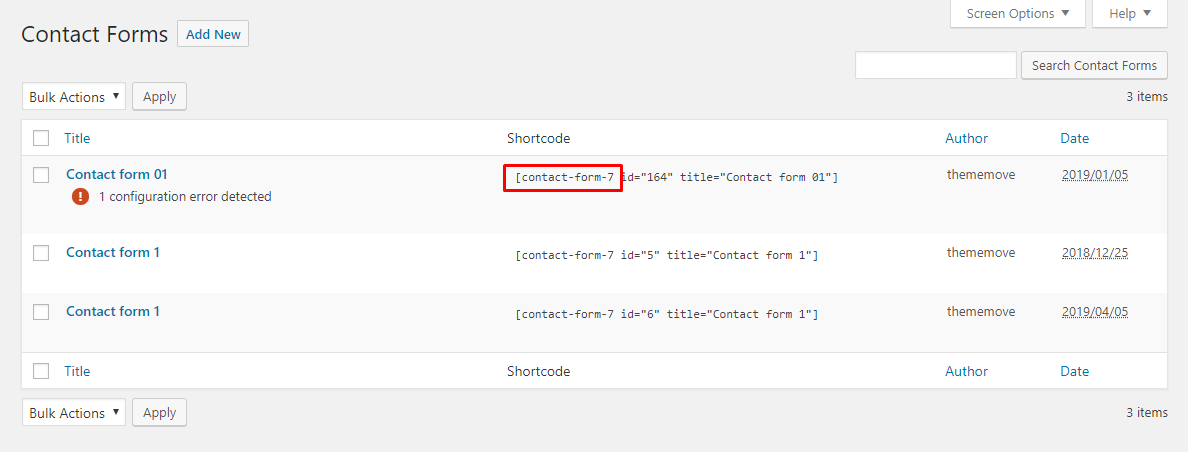 Screen Options ▼ Help ▼
Contact Forms Add New
Search Contact Forms
Bulk Actions ▼ Apply 3 items
Title Shortcode Author Date
Contact form 01 [contact-form-7 id="164" title="Contact form 01"] thememove 2019/01/05
! 1 configuration error detected
Contact form 1 [contact-form-7 id="5" title="Contact form 1"] thememove 2018/12/25
Contact form 1 [contact-form-7 id="6" title="Contact form 1"] thememove 2019/04/05
Title Shortcode Author Date
Bulk Actions ▼ Apply 3 items